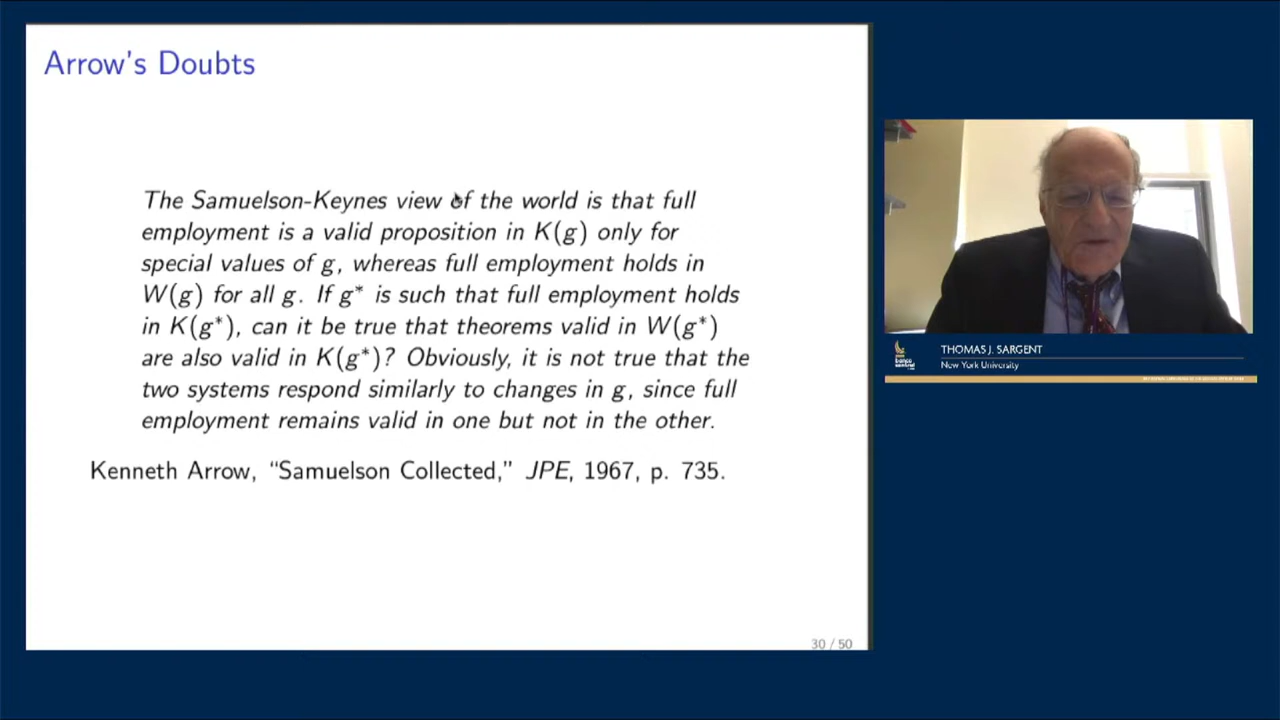 Arrow's Doubts
The Samuelson-Keynes view of the world is that full
employment is a valid proposition in K(g) only for
special values of g, whereas full employment holds in
W(g) for all g. If g* is such that full employment holds
in K(g*), can it be true that theorems valid in W(g*)
are also valid in K(g*)? Obviously, it is not true that the
two systems respond similarly to changes in g, since full
employment remains valid in one but not in the other.
Kenneth Arrow, “Samuelson Collected,” JPE, 1967, p. 735.
30 / 50
THOMAS J. SARGENT
New York University